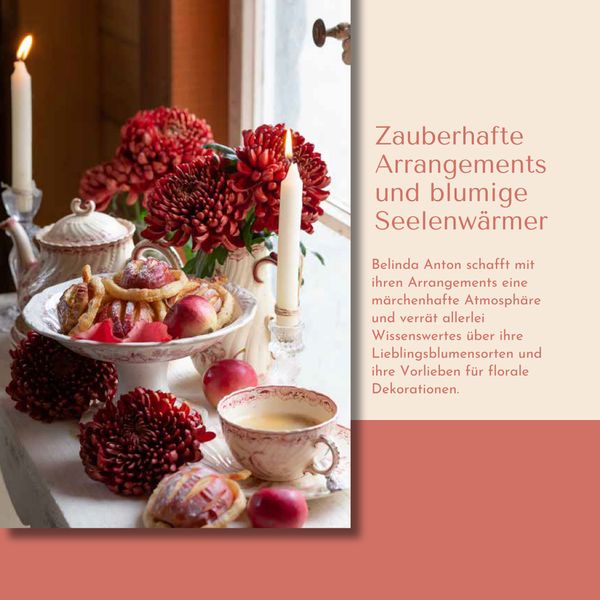 Zauberhafte
Arrangements
und blumige
Seelenwärmer
Belinda Anton schafft mit
ihren Arrangements eine
märchenhafte Atmosphäre
und verrät allerlei
Wissenswertes über ihre
Lieblingsblumensorten und
ihre Vorlieben für florale
Dekorationen.